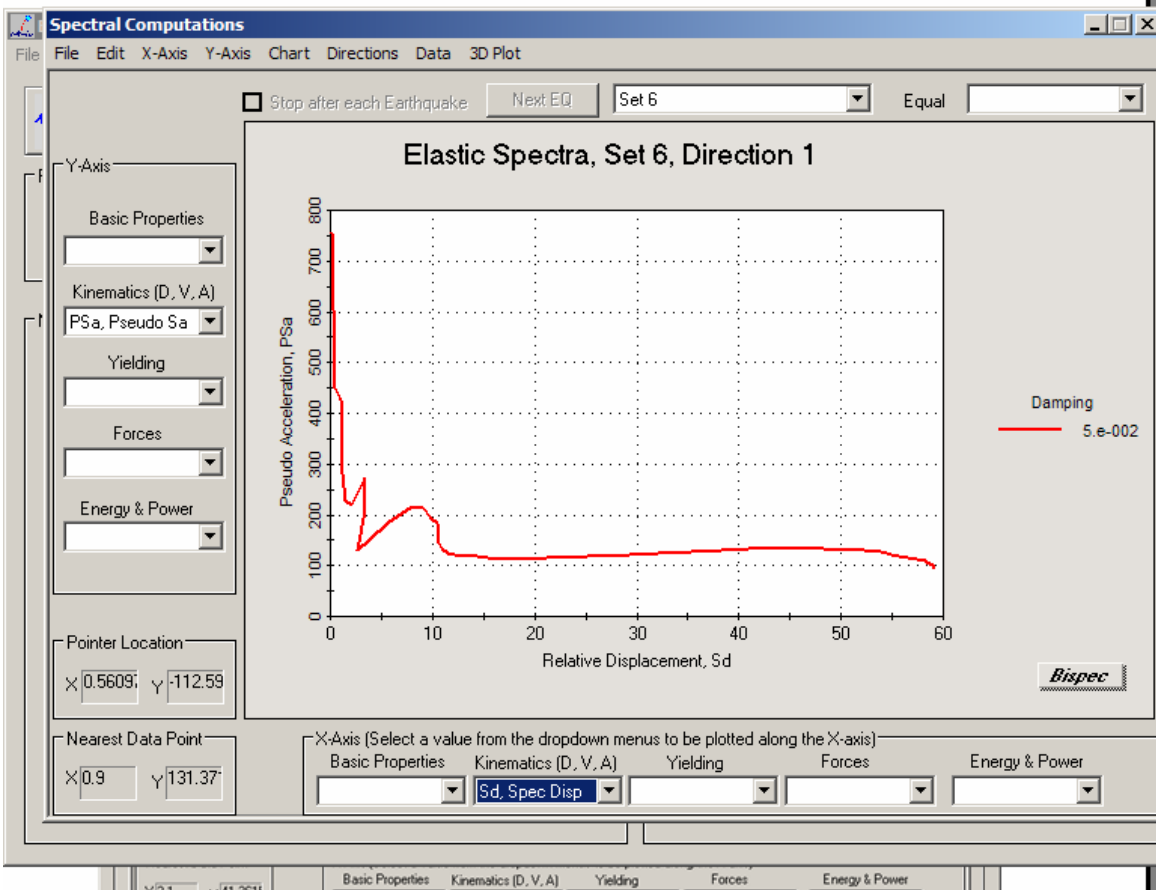 Spectral Computations
File
File Edit X-Axis Y-Axis Chart Directions Data 3D Plot
Stop after each Earthquake
Next EQ
Set 6
Equal
Elastic Spectra, Set 6, Direction 1
Y-Axis
Basic Properties
Kinematics (D, V, A)
PSa, Pseudo Sa
Yielding
Forces
Energy & Power
Pseudo Acceleration, PSa
800
700
600
500
400
300
200
100
0
0 10 20 30 40 50 60
Relative Displacement, Sd
Damping
5.e-002
Bispec
Pointer Location
X 0.5609 Y -112.59
Nearest Data Point
X 0.9 Y 131.37
X-Axis (Select a value from the dropdown menus to be plotted along the X-axis)
Basic Properties Kinematics (D, V, A) Yielding Forces Energy & Power
Sd, Spec Disp
Basic Properties Kinematics (D, V, A) Yielding Forces Energy & Power